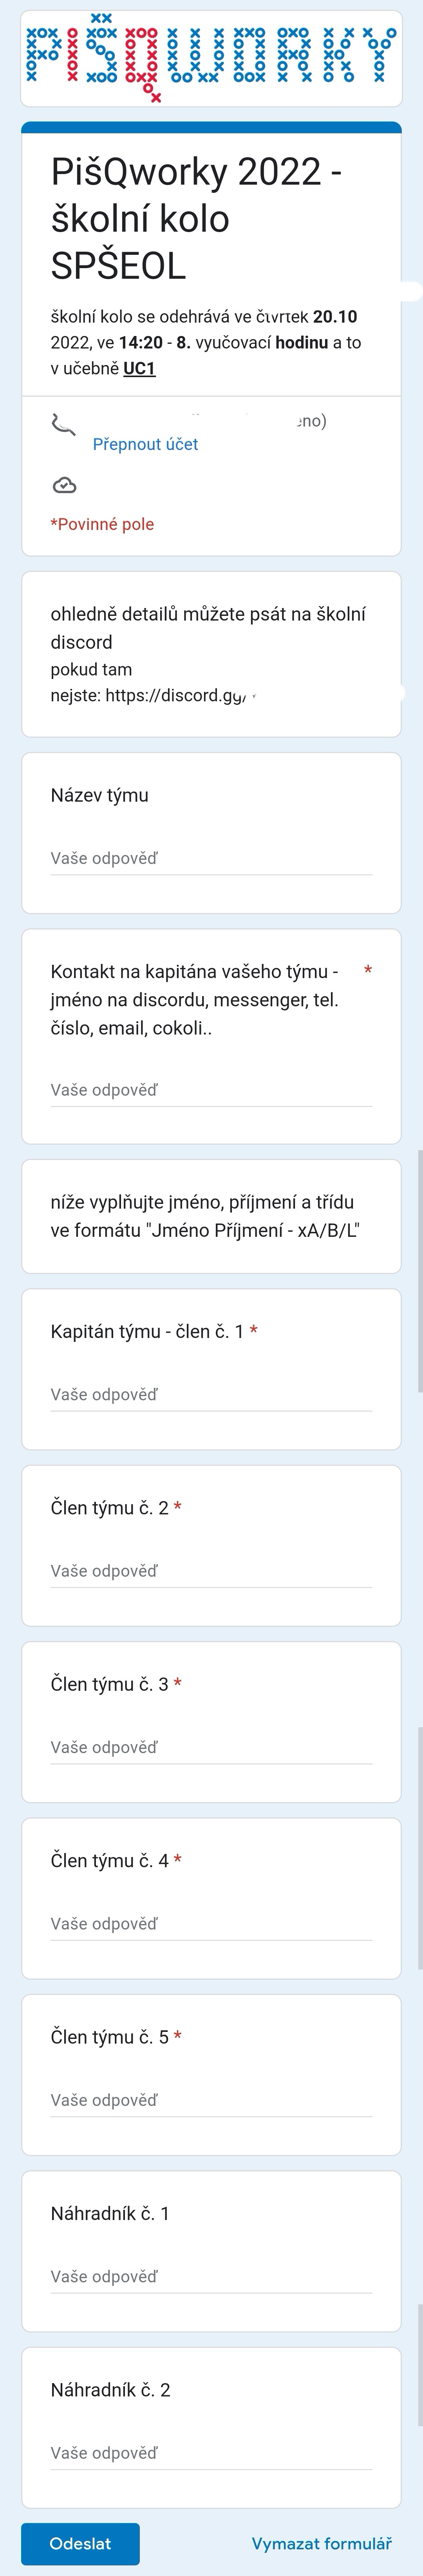 PIŠQWORKY
PišQworky 2022 -
školní kolo
SPŠEOL
školní kolo se odehrává ve čtvrtek 20.10
2022, ve 14:20 - 8. vyučovací hodinu a to
v učebně UC1
Přepnout účet
*Povinné pole
ohledně detailů můžete psát na školní
discord
pokud tam
nejste: https://discord.gg/
Název týmu
Vaše odpověď
Kontakt na kapitána vašeho týmu - *
jméno na discordu, messenger, tel.
číslo, email, cokoli..
Vaše odpověď
níže vyplňujte jméno, příjmení a třídu
ve formátu "Jméno Příjmení - xA/B/L"
Kapitán týmu - člen č. 1 *
Vaše odpověď
Člen týmu č. 2 *
Vaše odpověď
Člen týmu č. 3 *
Vaše odpověď
Člen týmu č. 4 *
Vaše odpověď
Člen týmu č. 5 *
Vaše odpověď
Náhradník č. 1
Vaše odpověď
Náhradník č. 2
Vaše odpověď
Odeslat Vymazat formulář